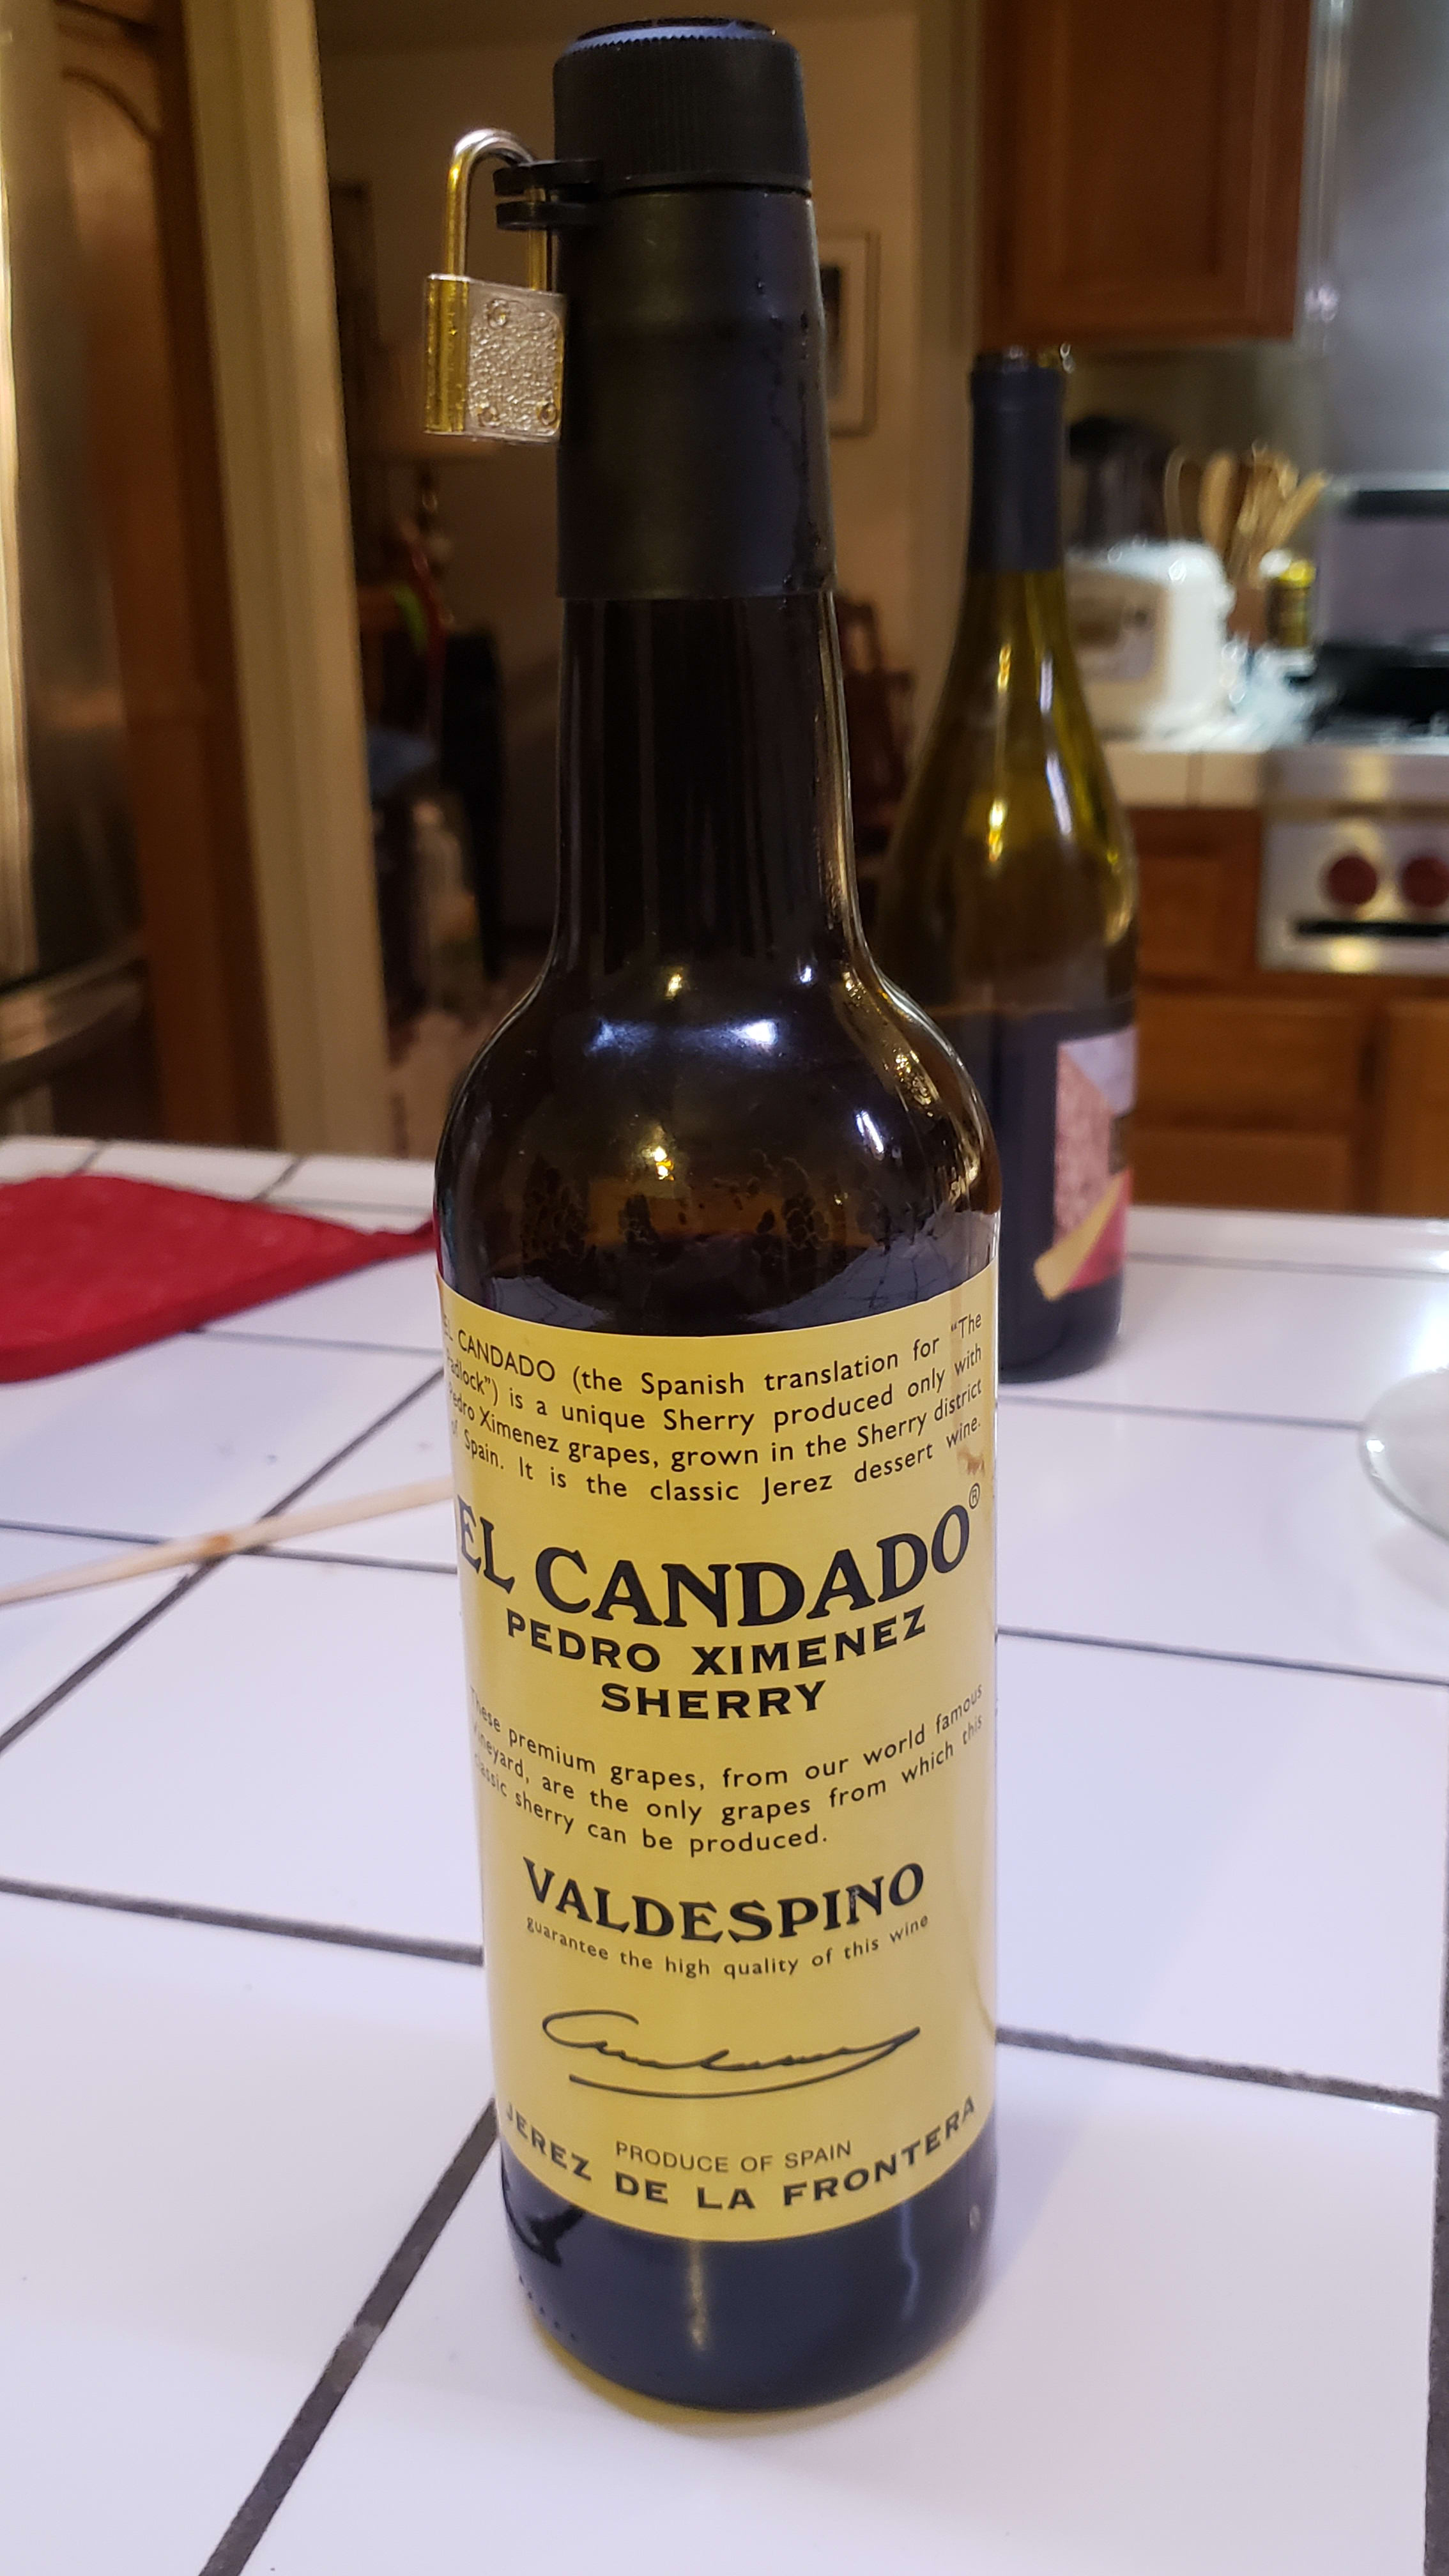 EL CANDADO (the Spanish translation for "The
Padlock") is a unique Sherry produced only with
Pedro Ximenez grapes, grown in the Sherry district
of Spain. It is the classic Jerez dessert wine.
EL CANDADO®
PEDRO XIMENEZ
SHERRY
These premium grapes, from our world famous
Vineyard, are the only grapes from which this
classic sherry can be produced.
VALDESPINO
guarantee the high quality of this wine
PRODUCE OF SPAIN
JEREZ DE LA FRONTERA